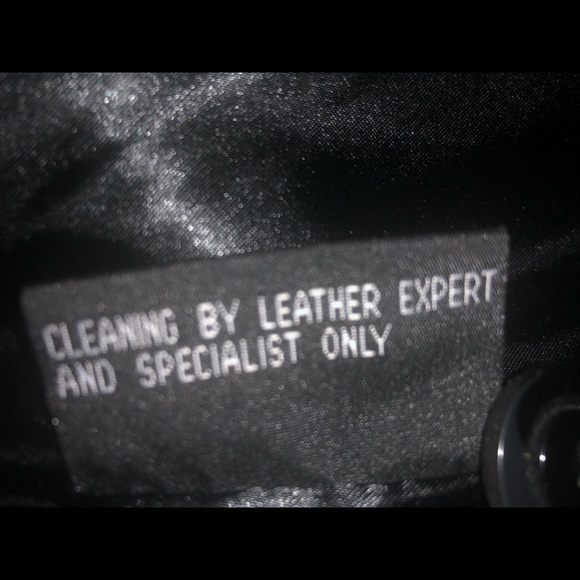 CLEANING BY LEATHER EXPERT
AND SPECIALIST ONLY